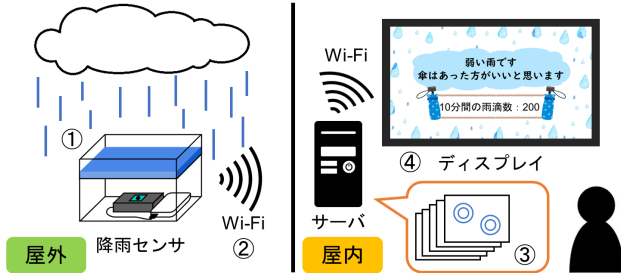 ①
Wi-Fi
②
降雨センサ
屋外
Wi-Fi
弱い雨です
傘はあった方がいいと思います
10分間の雨滴数：200
④ ディスプレイ
サーバ
③
屋内